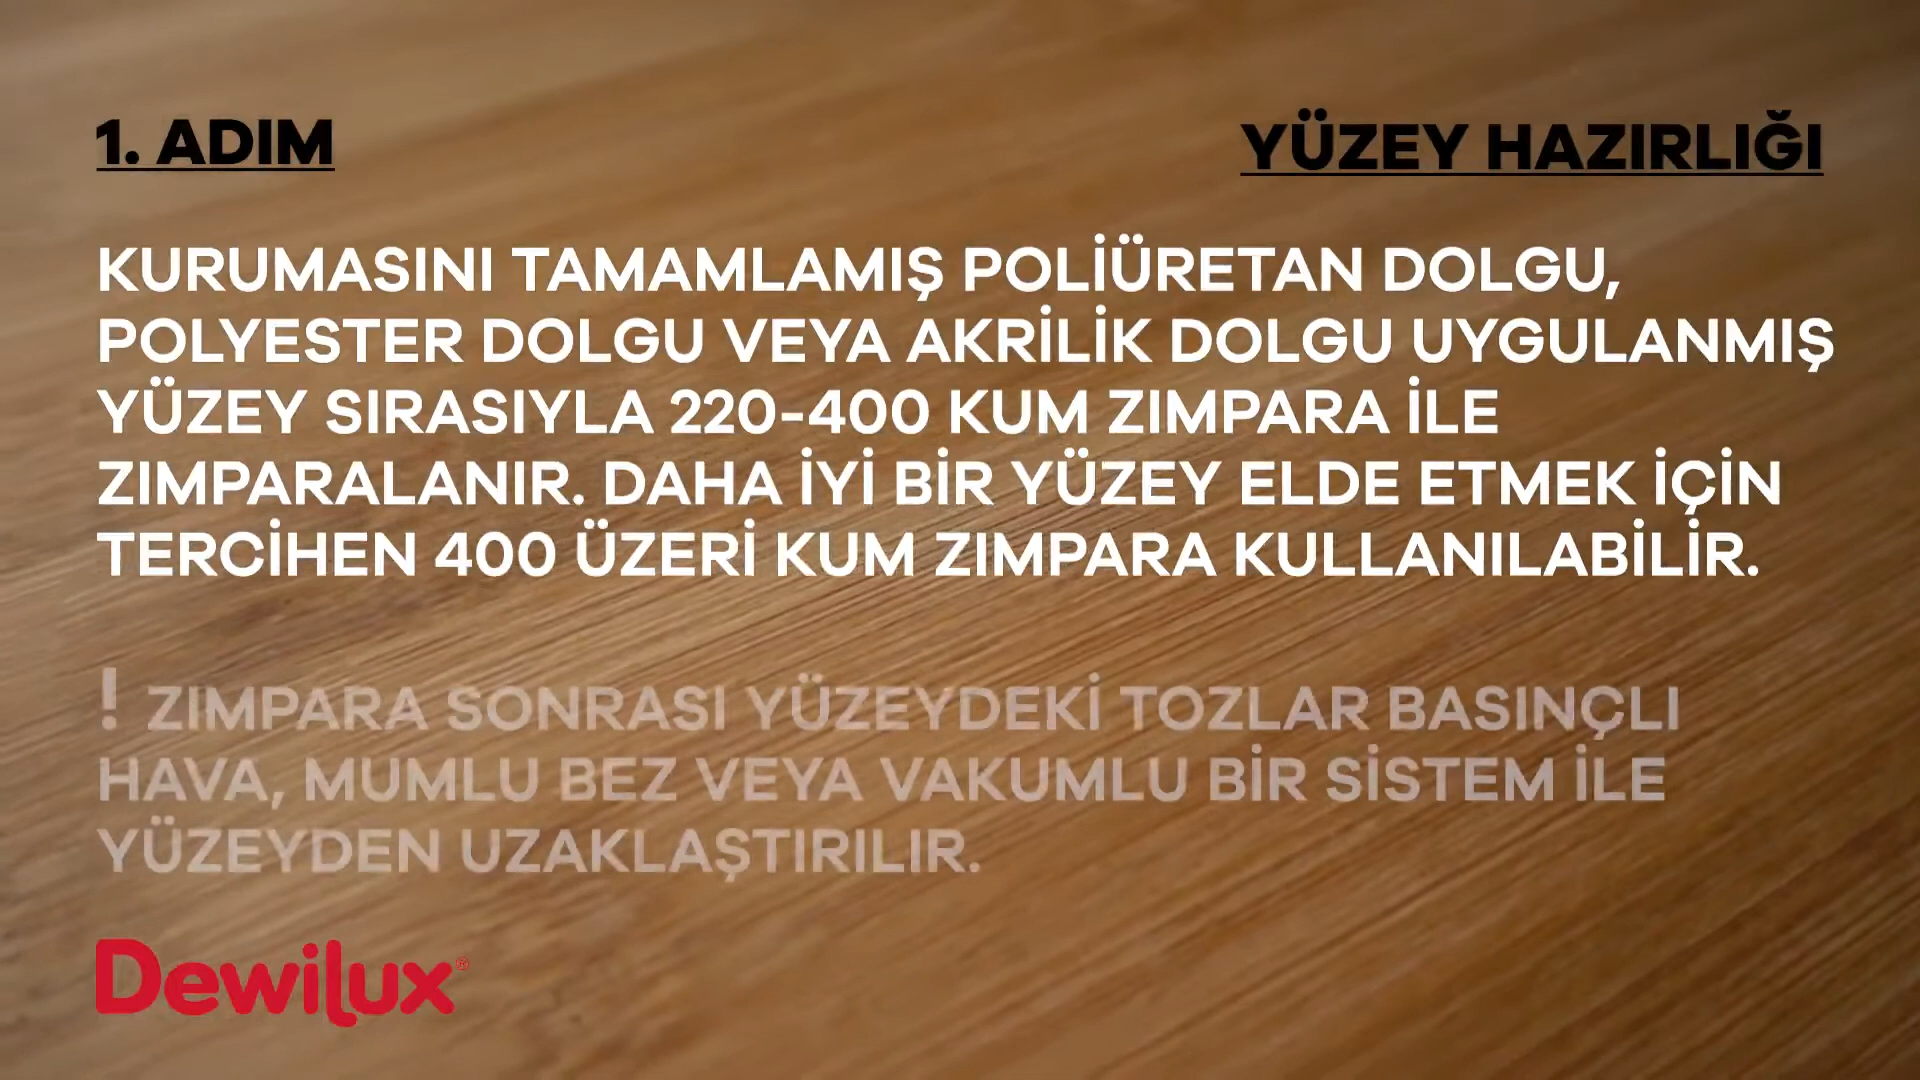 1. ADIM
YÜZEY HAZIRLIĞI
KURUMASINI TAMAMLAMIŞ POLİÜRETAN DOLGU,
POLYESTER DOLGU VEYA AKRİLİK DOLGU UYGULANMIŞ
YÜZEY SIRASIYLA 220-400 KUM ZIMPARA İLE
ZIMPARALANIR. DAHA İYİ BİR YÜZEY ELDE ETMEK İÇİN
TERCİHEN 400 ÜZERİ KUM ZIMPARA KULLANILABİLİR.
! ZIMPARA SONRASI YÜZEYDEKİ TOZLAR BASINÇLI
HAVA, MUMLU BEZ VEYA VAKUMLU BİR SİSTEM İLE
YÜZEYDEN UZAKLAŞTIRILIR.
Dewilux®